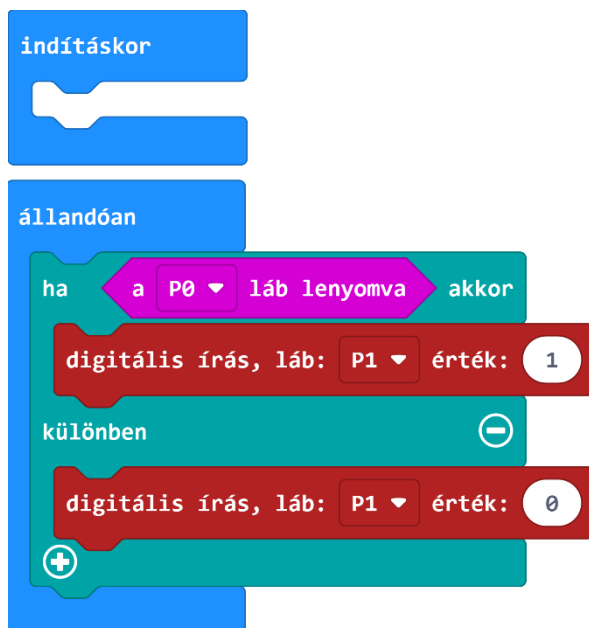 indításkor
állandóan
ha a P0 láb lenyomva akkor
digitális írás, láb: P1 érték: 1
különben
digitális írás, láb: P1 érték: 0